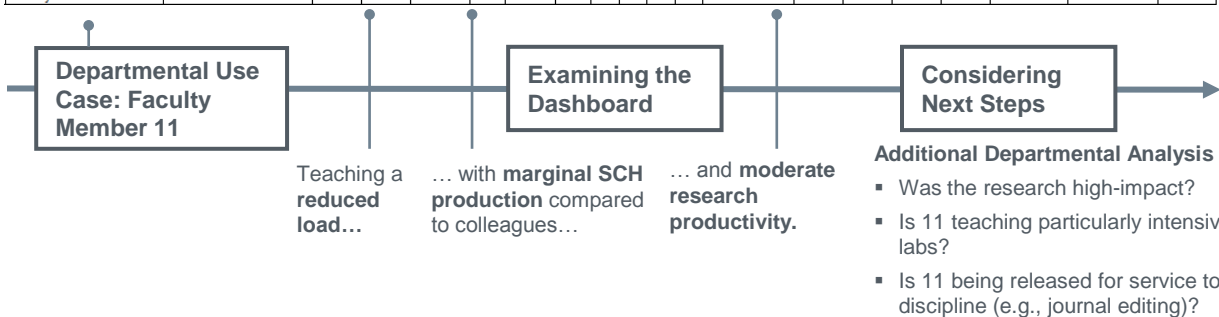 Departmental Use
Case: Faculty
Member 11
Examining the
Dashboard
Considering
Next Steps
Teaching a
reduced
load…
… with marginal SCH
production compared
to colleagues…
… and moderate
research
productivity.
Additional Departmental Analysis
▪ Was the research high-impact?
▪ Is 11 teaching particularly
labs?
▪ Is 11 being released for service to
discipline (e.g., journal editing)?